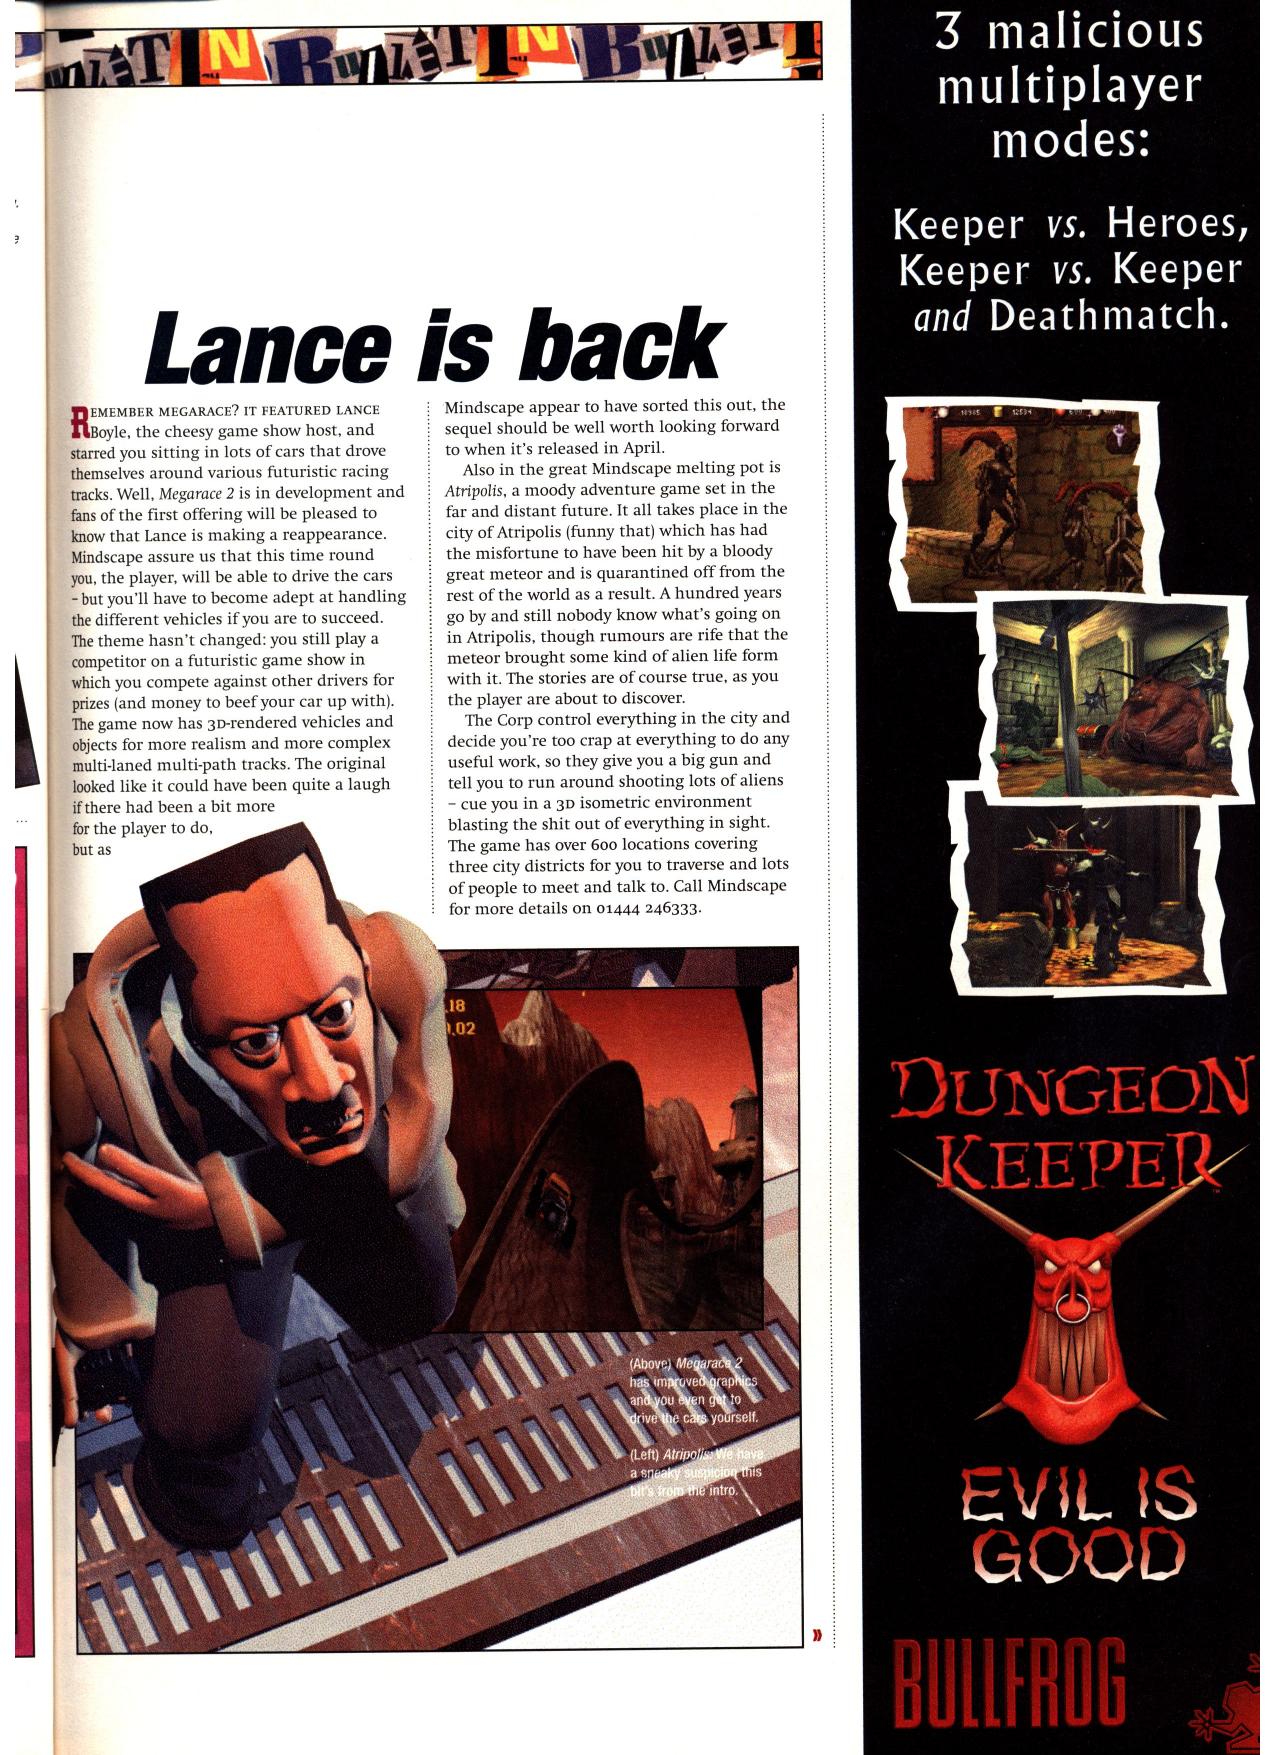 BULLETIN BULLETIN BULLETI
Lance is back
REMEMBER MEGARACE? IT FEATURED LANCE
Boyle, the cheesy game show host, and
starred you sitting in lots of cars that drove
themselves around various futuristic racing
tracks. Well, Megarace 2 is in development and
fans of the first offering will be pleased to
know that Lance is making a reappearance.
Mindscape assure us that this time round
you, the player, will be able to drive the cars
– but you'll have to become adept at handling
the different vehicles if you are to succeed.
The theme hasn't changed: you still play a
competitor on a futuristic game show in
which you compete against other drivers for
prizes (and money to beef your car up with).
The game now has 3D-rendered vehicles and
objects for more realism and more complex
multi-laned multi-path tracks. The original
looked like it could have been quite a laugh
if there had been a bit more
for the player to do,
but as
Mindscape appear to have sorted this out, the
sequel should be well worth looking forward
to when it's released in April.
Also in the great Mindscape melting pot is
Atripolis, a moody adventure game set in the
far and distant future. It all takes place in the
city of Atripolis (funny that) which has had
the misfortune to have been hit by a bloody
great meteor and is quarantined off from the
rest of the world as a result. A hundred years
go by and still nobody know what's going on
in Atripolis, though rumours are rife that the
meteor brought some kind of alien life form
with it. The stories are of course true, as you
the player are about to discover.
The Corp control everything in the city and
decide you're too crap at everything to do any
useful work, so they give you a big gun and
tell you to run around shooting lots of aliens
– cue you in a 3D isometric environment
blasting the shit out of everything in sight.
The game has over 600 locations covering
three city districts for you to traverse and lots
of people to meet and talk to. Call Mindscape
for more details on 01444 246333.
.18
.02
(Above) Megarace 2
has improved graphics
and you even get to
drive the cars yourself.
(Left) Atripolis: We have
a sneaky suspicion this
bit's from the intro.
»
3 malicious
multiplayer
modes:
Keeper vs. Heroes,
Keeper vs. Keeper
and Deathmatch.
DUNGEON
KEEPER
EVIL IS
GOOD
BULLFROG